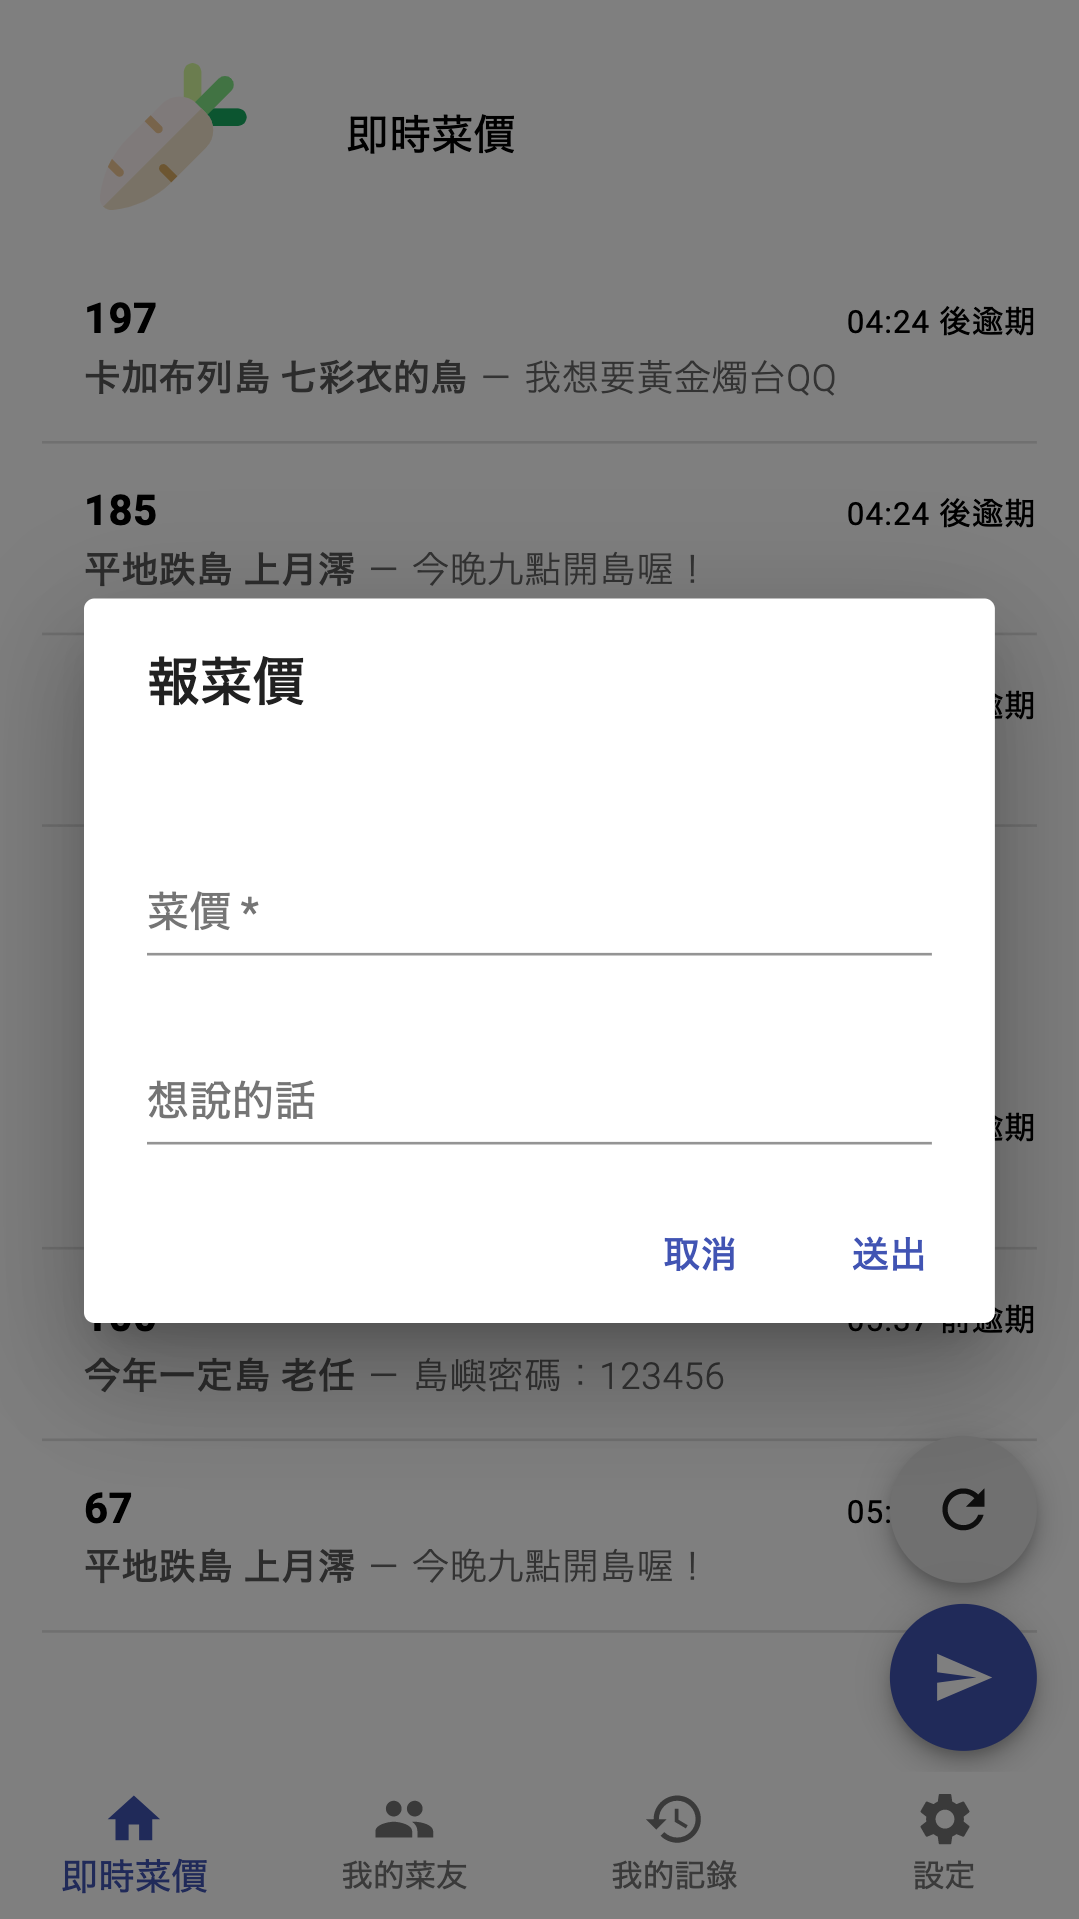 即時菜價
197
04:24 後逾期
卡加布列島 七彩衣的鳥 — 我想要黃金燭台QQ
185
04:24 後逾期
平地跌島 上月澪 — 今晚九點開島喔！
逾期
報菜價
菜價 *
想說的話
逾期
取消
送出
前逾期
今年一定島 老任 — 島嶼密碼：123456
67
05:
平地跌島 上月澪 — 今晚九點開島喔！
即時菜價
我的菜友
我的記錄
設定